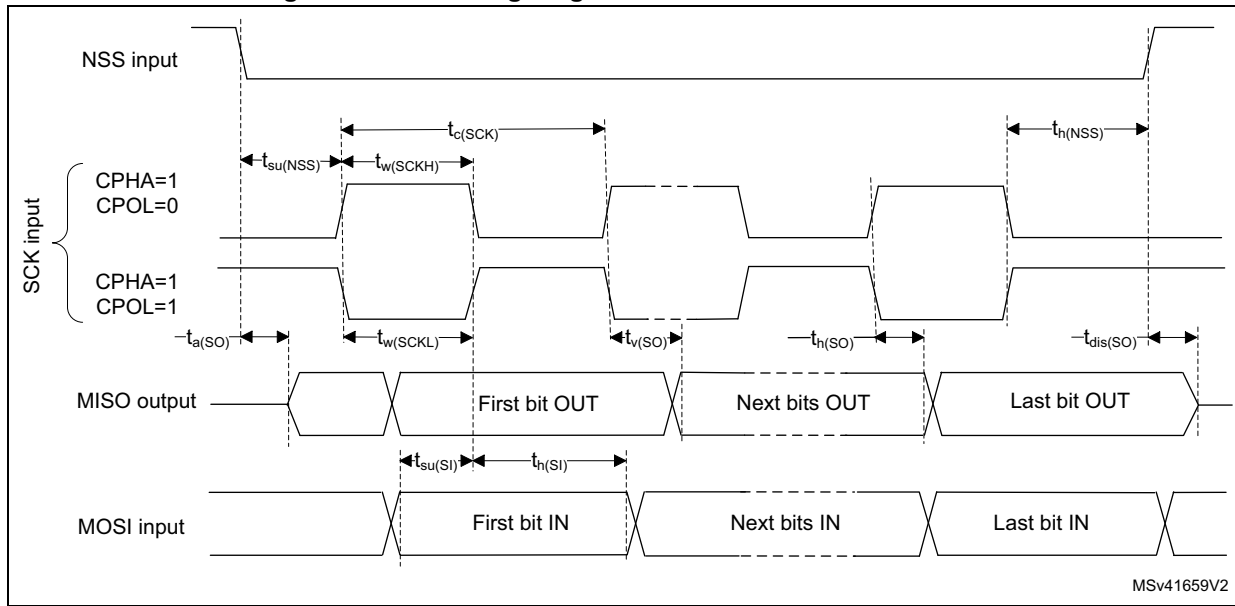 NSS input
tc(SCK)
th(NSS)
tsu(NSS)
tw(SCKH)
SCK input
CPHA=1
CPOL=0
CPHA=1
CPOL=1
ta(SO)
tw(SCKL)
tv(SO)
th(SO)
tdis(SO)
MISO output
First bit OUT
Next bits OUT
Last bit OUT
tsu(SI)
th(SI)
MOSI input
First bit IN
Next bits IN
Last bit IN
MSv41659V2